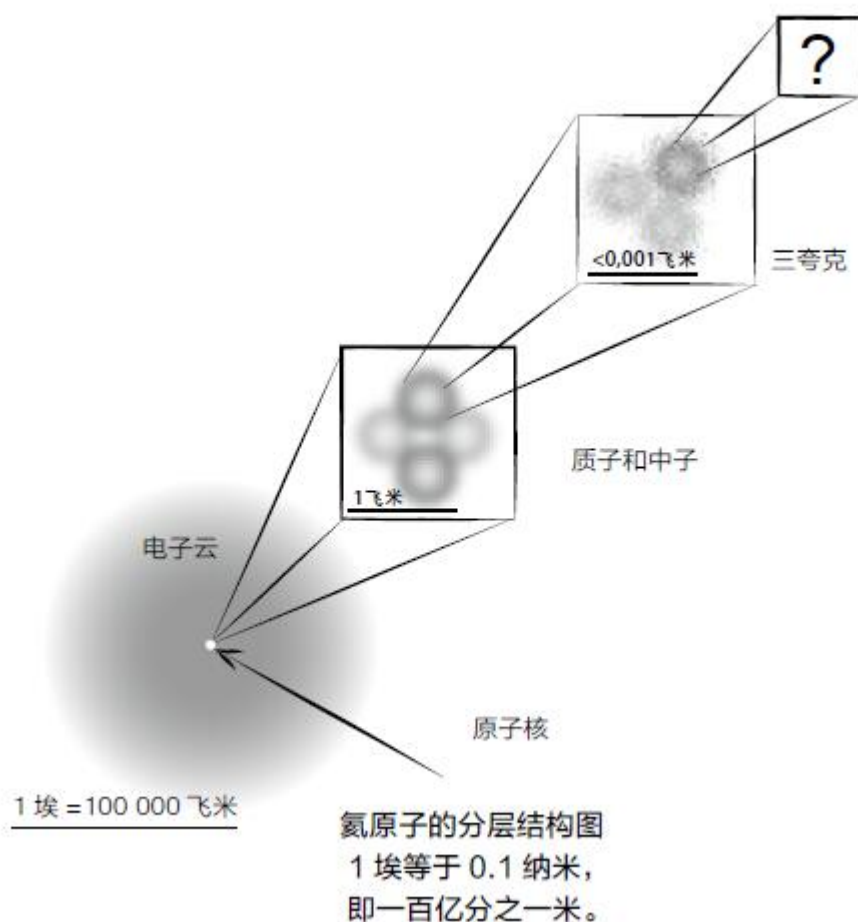 ?
<0,001飞米
三夸克
质子和中子
1飞米
电子云
原子核
1 埃 =100 000 飞米
氦原子的分层结构图
1 埃等于 0.1 纳米，
即一百亿分之一米。